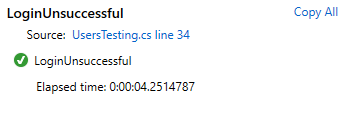 LoginUnsuccessful Copy All
Source: UsersTesting.cs line 34
LoginUnsuccessful
Elapsed time: 0:00:04.2514787